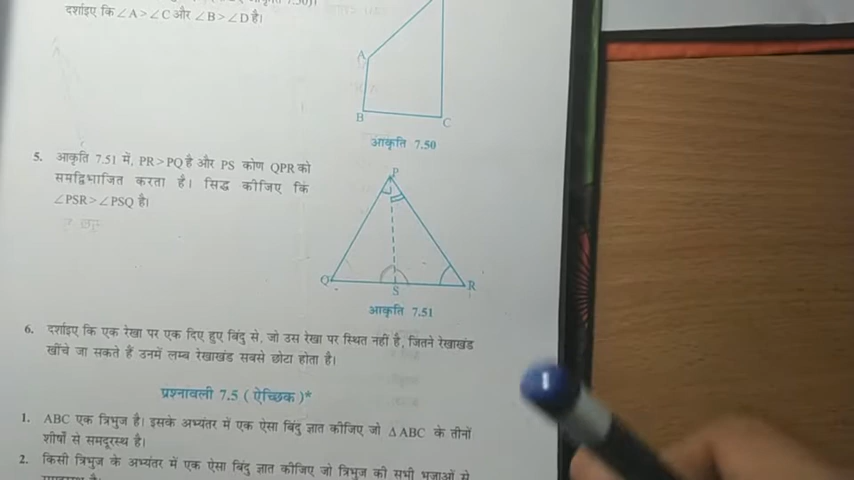 दर्शाइए कि ∠A > ∠C और ∠B > ∠D है।
A
B
C
आकृति 7.50
5. आकृति 7.51 में, PR > PQ है और PS कोण QPR को
समद्विभाजित करता है। सिद्ध कीजिए कि
∠PSR > ∠PSQ है।
P
Q
S
R
आकृति 7.51
6. दर्शाइए कि एक रेखा पर एक दिए हुए बिंदु से, जो उस रेखा पर स्थित नहीं है, जितने रेखाखंड
खींचे जा सकते हैं उनमें लम्ब रेखाखंड सबसे छोटा होता है।
प्रश्नावली 7.5 ( ऐच्छिक )*
1. ABC एक त्रिभुज है। इसके अभ्यंतर में एक ऐसा बिंदु ज्ञात कीजिए जो △ABC के तीनों
शीर्षों से समदूरस्थ है।
2. किसी त्रिभुज के अभ्यंतर में एक ऐसा बिंदु ज्ञात कीजिए जो त्रिभुज की सभी भुजाओं से